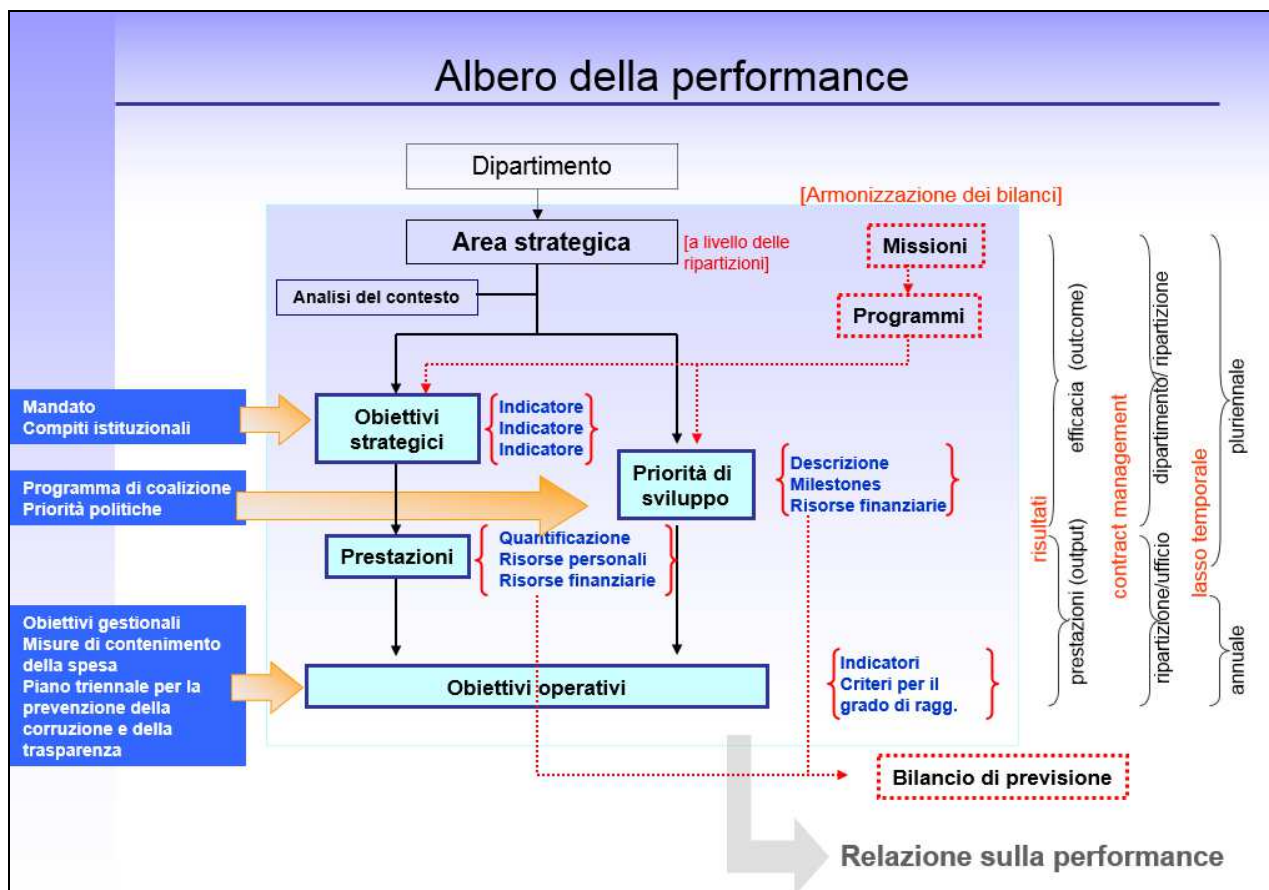 Albero della performance
Dipartimento
[Armonizzazione dei bilanci]
Area strategica
[a livello delle
ripartizioni]
Missioni
Analisi del contesto
Programmi
Mandato
Compiti istituzionali
Obiettivi
strategici
Indicatore
Indicatore
Indicatore
Programma di coalizione
Priorità politiche
Priorità di
sviluppo
Descrizione
Milestones
Risorse finanziarie
Prestazioni
Quantificazione
Risorse personali
Risorse finanziarie
Obiettivi gestionali
Misure di contenimento
della spesa
Piano triennale per la
prevenzione della
corruzione e della
trasparenza
Obiettivi operativi
Indicatori
Criteri per il
grado di ragg.
Bilancio di previsione
Relazione sulla performance
risultati
efficacia (outcome)
prestazioni (output)
contract management
dipartimento/ ripartizione
ripartizione/ufficio
lasso temporale
pluriennale
annuale